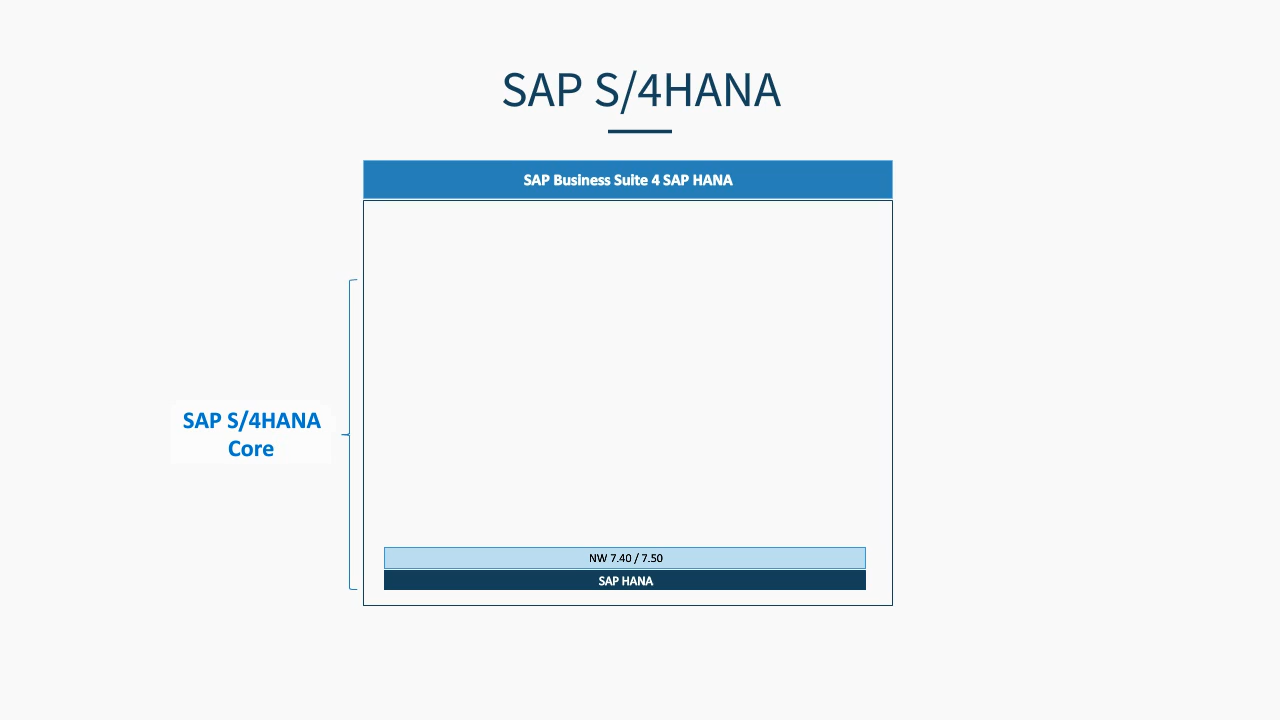 SAP S/4HANA
SAP Business Suite 4 SAP HANA
SAP S/4HANA
Core
NW 7.40 / 7.50
SAP HANA